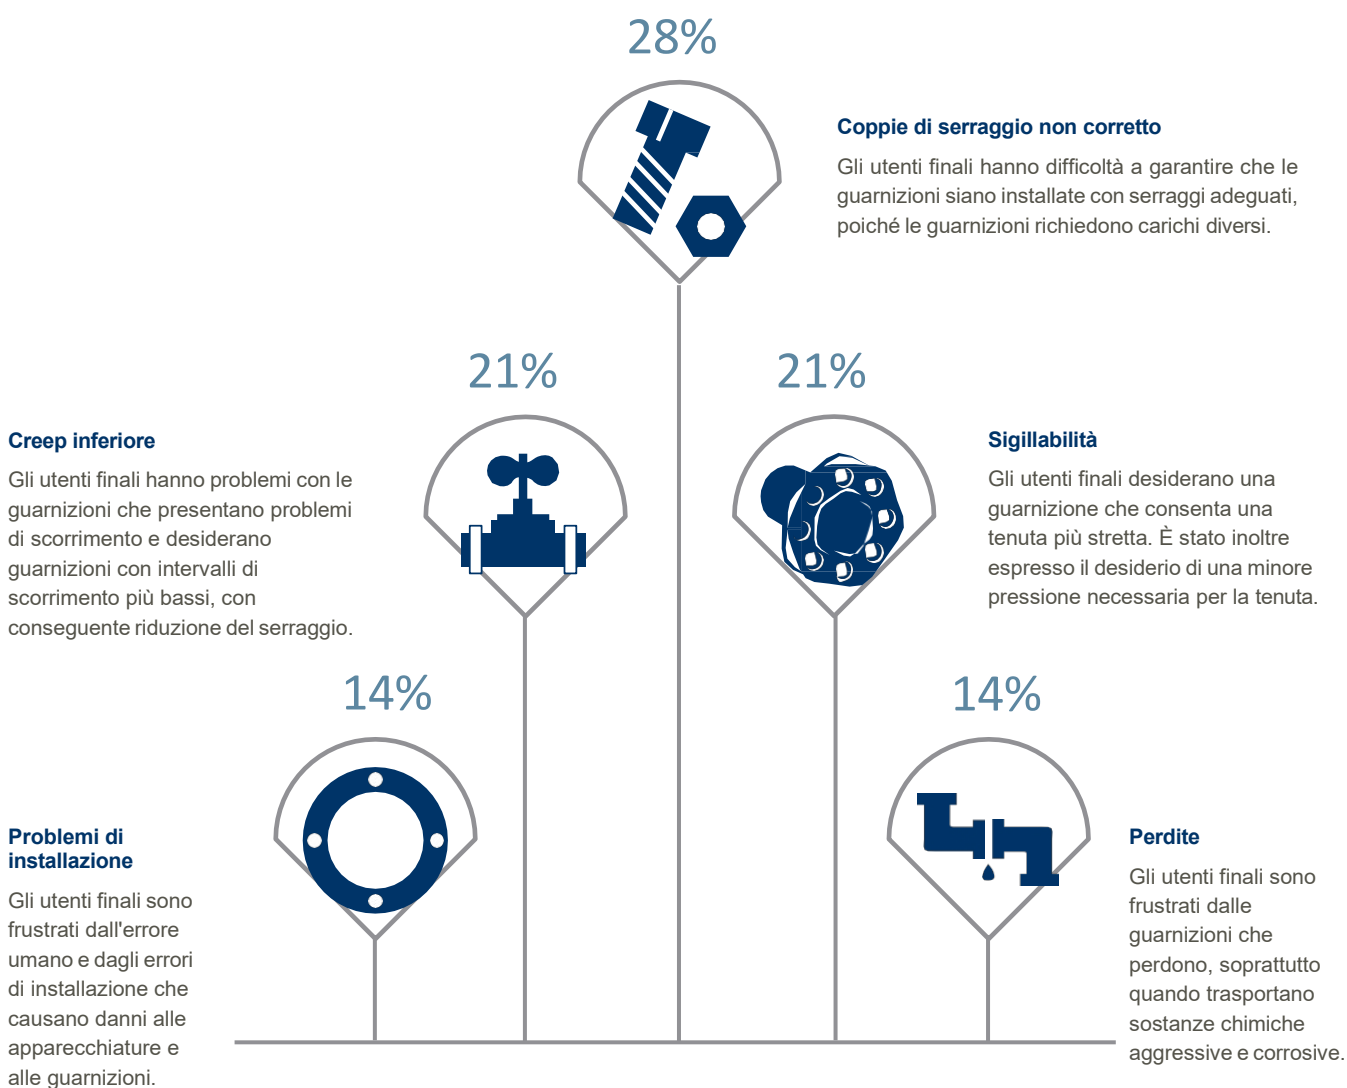 28%
Coppie di serraggio non corretto
Gli utenti finali hanno difficoltà a garantire che le
guarnizioni siano installate con serraggi adeguati,
poiché le guarnizioni richiedono carichi diversi.
21%
Creep inferiore
Gli utenti finali hanno problemi con le
guarnizioni che presentano problemi
di scorrimento e desiderano
guarnizioni con intervalli di
scorrimento più bassi, con
conseguente riduzione del serraggio.
21%
Sigillabilità
Gli utenti finali desiderano una
guarnizione che consenta una
tenuta più stretta. È stato inoltre
espresso il desiderio di una minore
pressione necessaria per la tenuta.
14%
Problemi di
installazione
Gli utenti finali sono
frustrati dall'errore
umano e dagli errori
di installazione che
causano danni alle
apparecchiature e
alle guarnizioni.
14%
Perdite
Gli utenti finali sono
frustrati dalle
guarnizioni che
perdono, soprattutto
quando trasportano
sostanze chimiche
aggressive e corrosive.